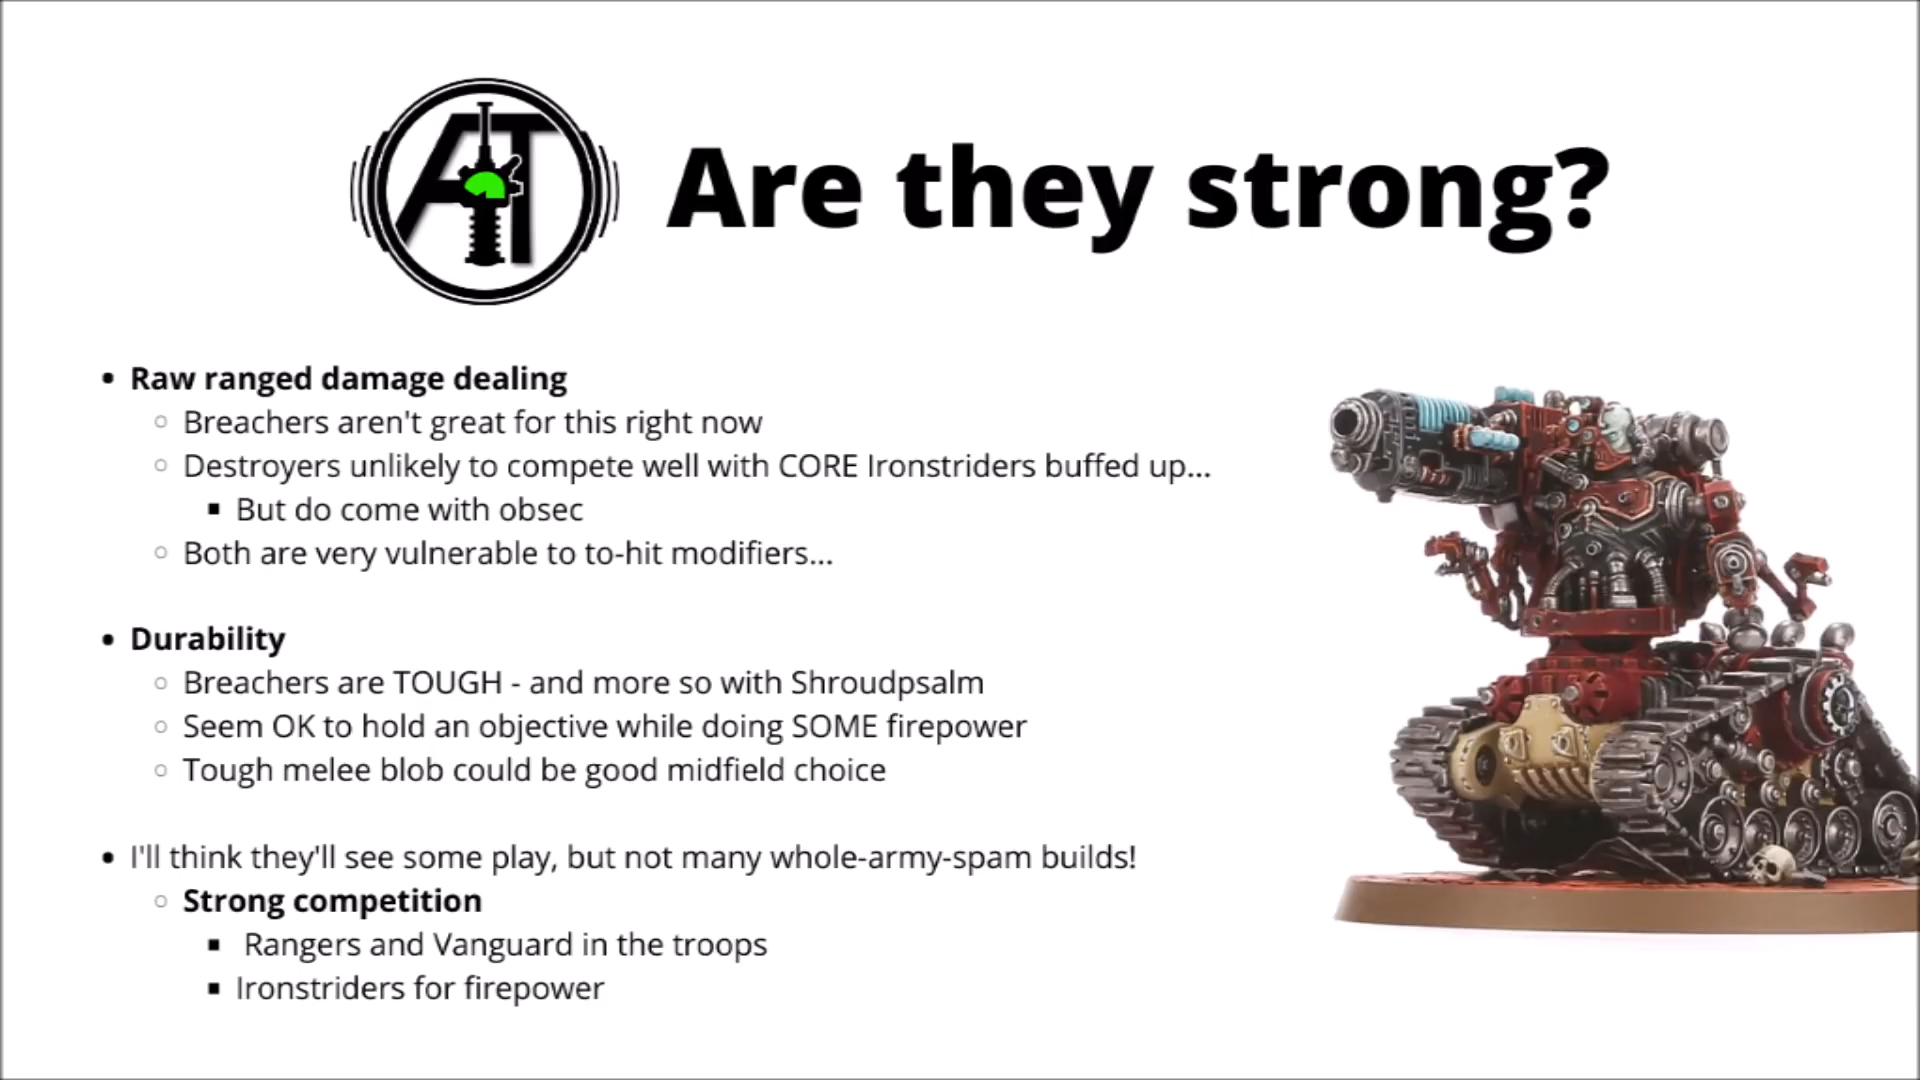 AT
Are they strong?
• Raw ranged damage dealing
○ Breachers aren't great for this right now
○ Destroyers unlikely to compete well with CORE Ironstriders buffed up...
▪ But do come with obsec
○ Both are very vulnerable to to-hit modifiers...
• Durability
○ Breachers are TOUGH - and more so with Shroudpsalm
○ Seem OK to hold an objective while doing SOME firepower
○ Tough melee blob could be good midfield choice
• I'll think they'll see some play, but not many whole-army-spam builds!
○ Strong competition
▪ Rangers and Vanguard in the troops
▪ Ironstriders for firepower